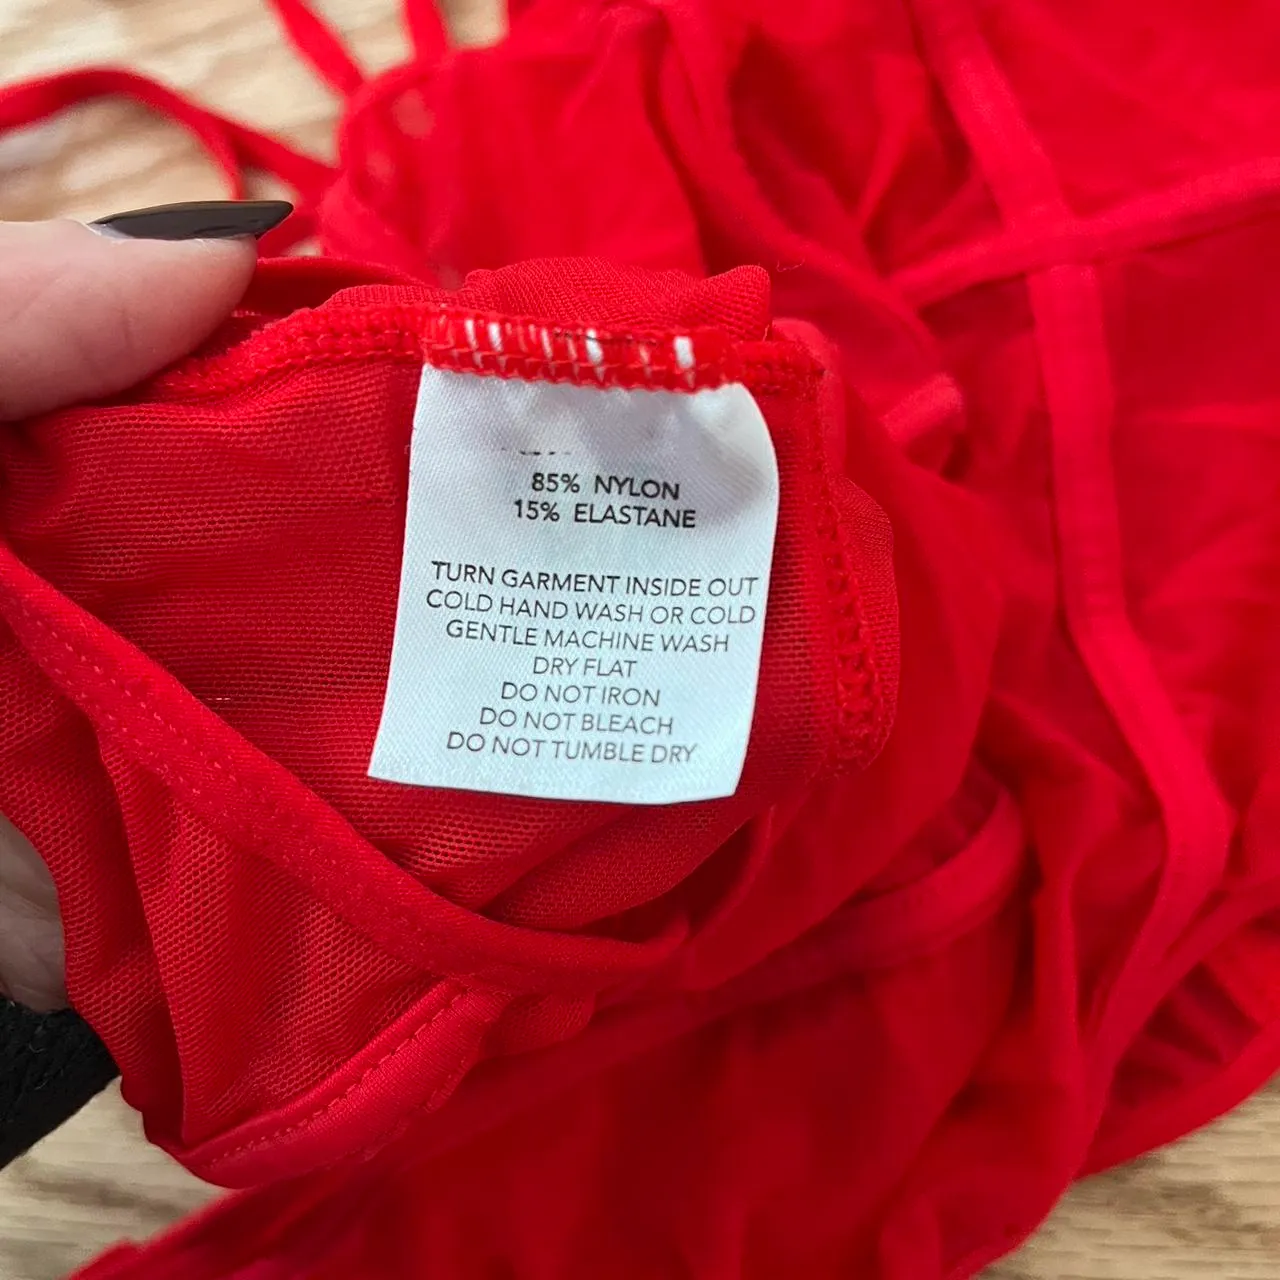 85% NYLON
15% ELASTANE
TURN GARMENT INSIDE OUT
COLD HAND WASH OR COLD
GENTLE MACHINE WASH
DRY FLAT
DO NOT IRON
DO NOT BLEACH
DO NOT TUMBLE DRY